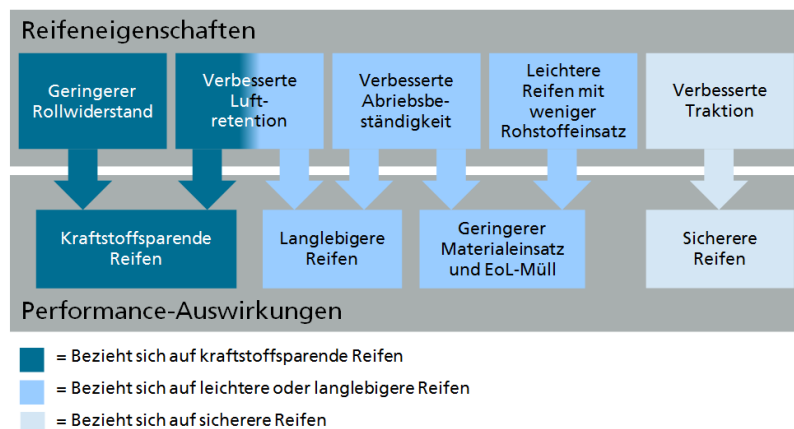 Reifeneigenschaften
Geringerer
Rollwiderstand
Verbesserte
Luft-
retention
Verbesserte
Abriebsbe-
ständigkeit
Leichtere
Reifen mit
weniger
Rohstoffeinsatz
Verbesserte
Traktion
Kraftstoffsparende
Reifen
Langlebigere
Reifen
Geringerer
Materialeinsatz
und EoL-Müll
Sicherere
Reifen
Performance-Auswirkungen
= Bezieht sich auf kraftstoffsparende Reifen
= Bezieht sich auf leichtere oder langlebigere Reifen
= Bezieht sich auf sicherere Reifen